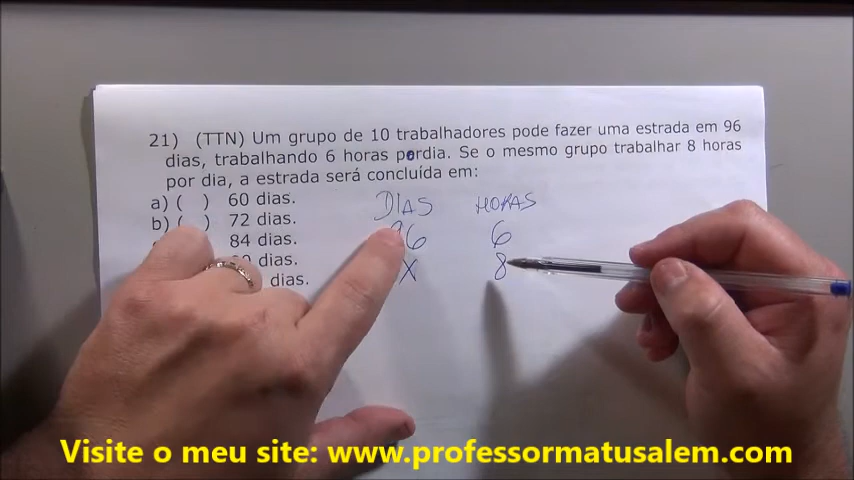 21) (TTN) Um grupo de 10 trabalhadores pode fazer uma estrada em 96
dias, trabalhando 6 horas por dia. Se o mesmo grupo trabalhar 8 horas
por dia, a estrada será concluída em:
a) ( ) 60 dias.
b) ( ) 72 dias.
84 dias.
dias.
dias.
DIAS HORAS
96 6
X 8
Visite o meu site: www.professormatusalem.com